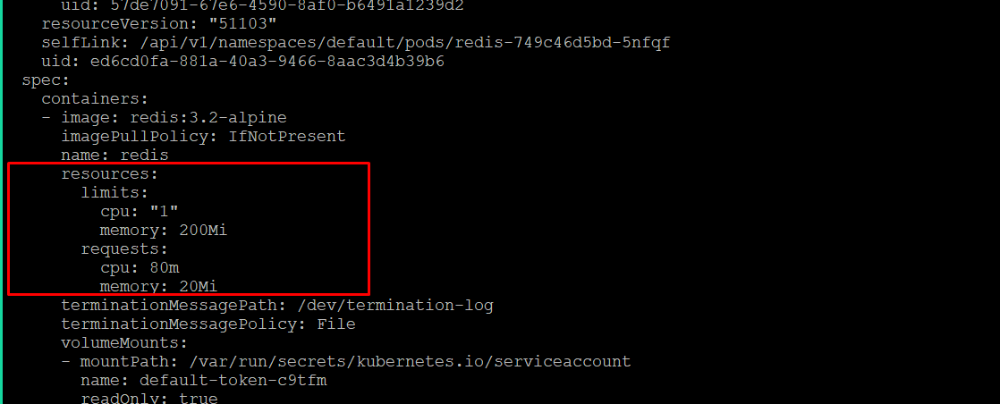 uid: 57de7091-67e6-4590-8af0-b6491a1239d2
resourceVersion: "51103"
selfLink: /api/v1/namespaces/default/pods/redis-749c46d5bd-5nfqf
uid: ed6cd0fa-881a-40a3-9466-8aac3d4b39b6
spec:
containers:
- image: redis:3.2-alpine
imagePullPolicy: IfNotPresent
name: redis
resources:
limits:
cpu: "1"
memory: 200Mi
requests:
cpu: 80m
memory: 20Mi
terminationMessagePath: /dev/termination-log
terminationMessagePolicy: File
volumeMounts:
- mountPath: /var/run/secrets/kubernetes.io/serviceaccount
name: default-token-c9tfm
readOnly: true